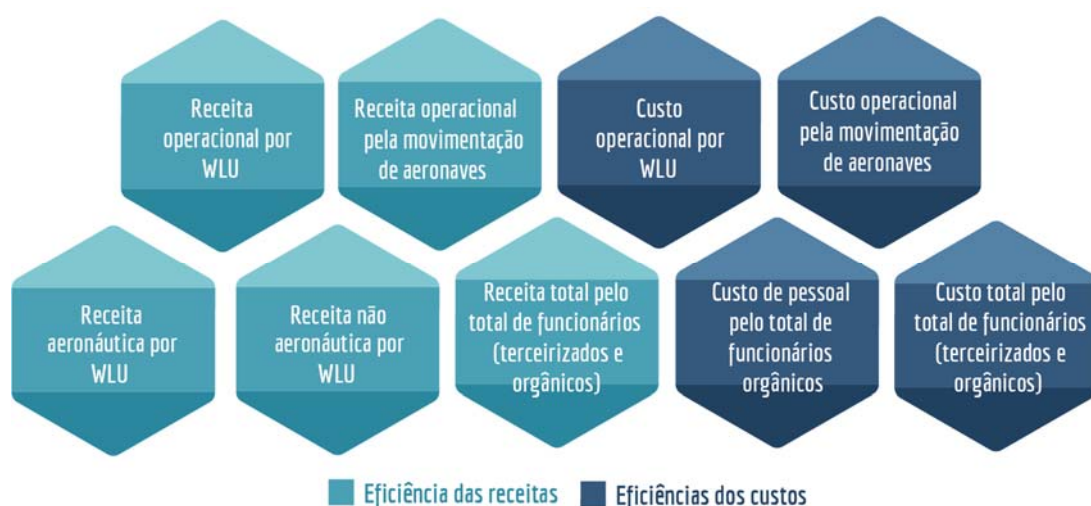 Receita
operacional por
WLU
Receita operacional
pela movimentação
de aeronaves
Custo
operacional por
WLU
Custo operacional
pela movimentação
de aeronaves
Receita
aeronáutica por
WLU
Receita não
aeronáutica por
WLU
Receita total pelo
total de funcionários
(terceirizados e
orgânicos)
Custo de pessoal
pelo total de
funcionários
orgânicos
Custo total pelo
total de funcionários
(terceirizados e
orgânicos)
Eficiência das receitas
Eficiências dos custos